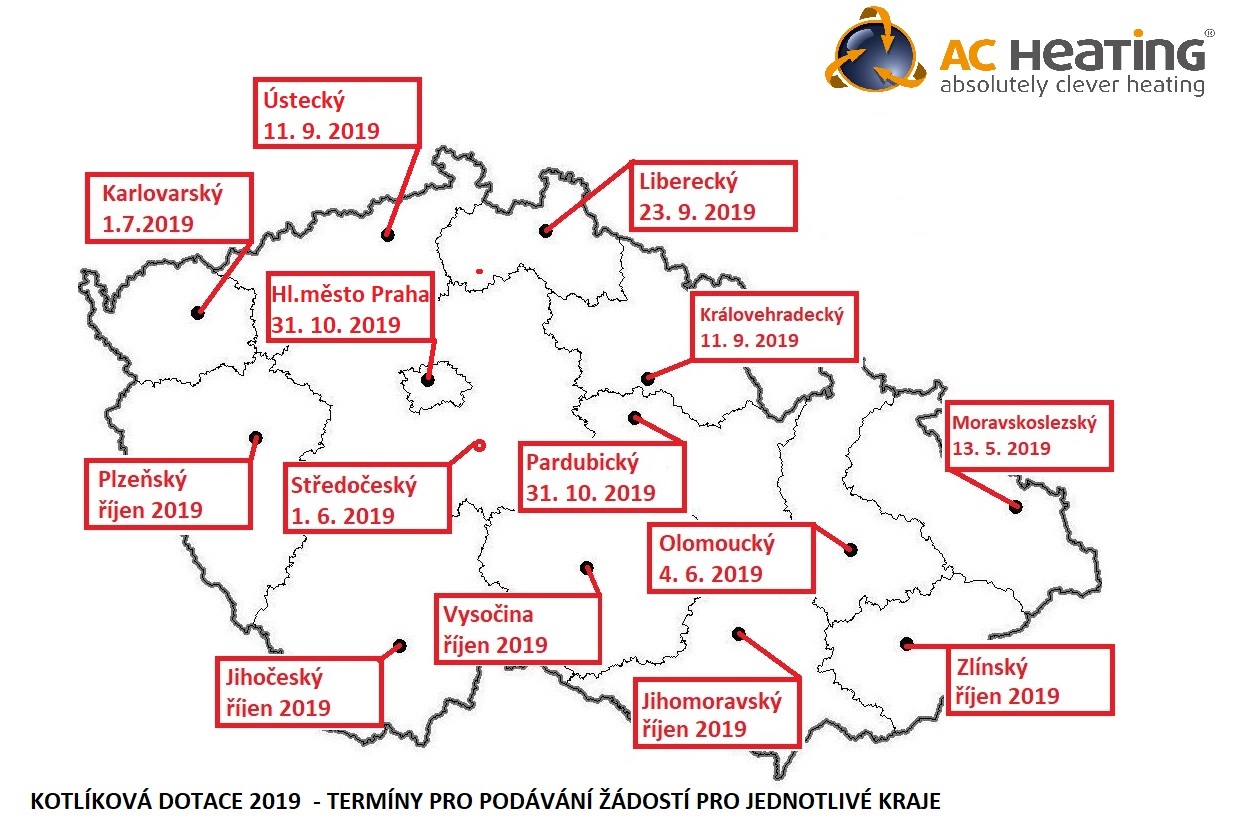 AC HEATING®
absolutely clever heating
Ústecký
11. 9. 2019
Karlovarský
1.7.2019
Liberecký
23. 9. 2019
Hl.město Praha
31. 10. 2019
Královehradecký
11. 9. 2019
Moravskoslezský
13. 5. 2019
Plzeňský
říjen 2019
Středočeský
1. 6. 2019
Pardubický
31. 10. 2019
Olomoucký
4. 6. 2019
Vysočina
říjen 2019
Jihočeský
říjen 2019
Jihomoravský
říjen 2019
Zlínský
říjen 2019
KOTLÍKOVÁ DOTACE 2019 - TERMÍNY PRO PODÁVÁNÍ ŽÁDOSTÍ PRO JEDNOTLIVÉ KRAJE